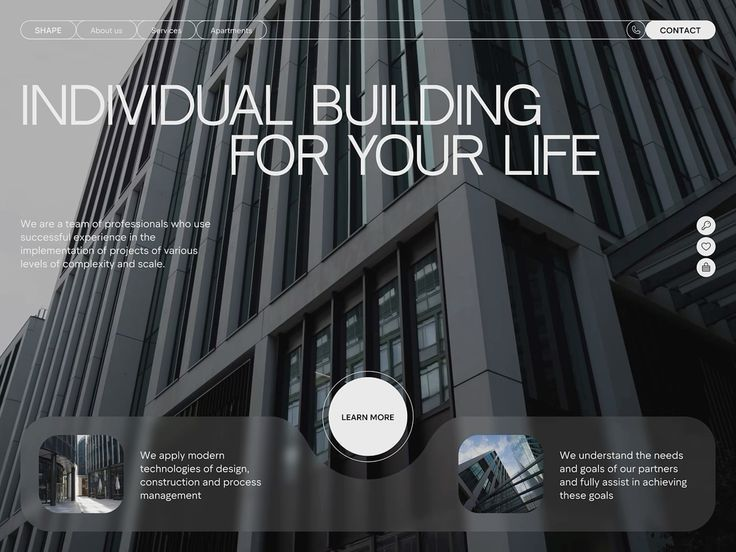 SHAPE
About us
Services
Apartments
CONTACT
INDIVIDUAL BUILDING
FOR YOUR LIFE
We are a team of professionals who use
successful experience in the
implementation of projects of various
levels of complexity and scale.
LEARN MORE
We apply modern
technologies of design,
construction and process
management
We understand the needs
and goals of our partners
and fully assist in achieving
these goals